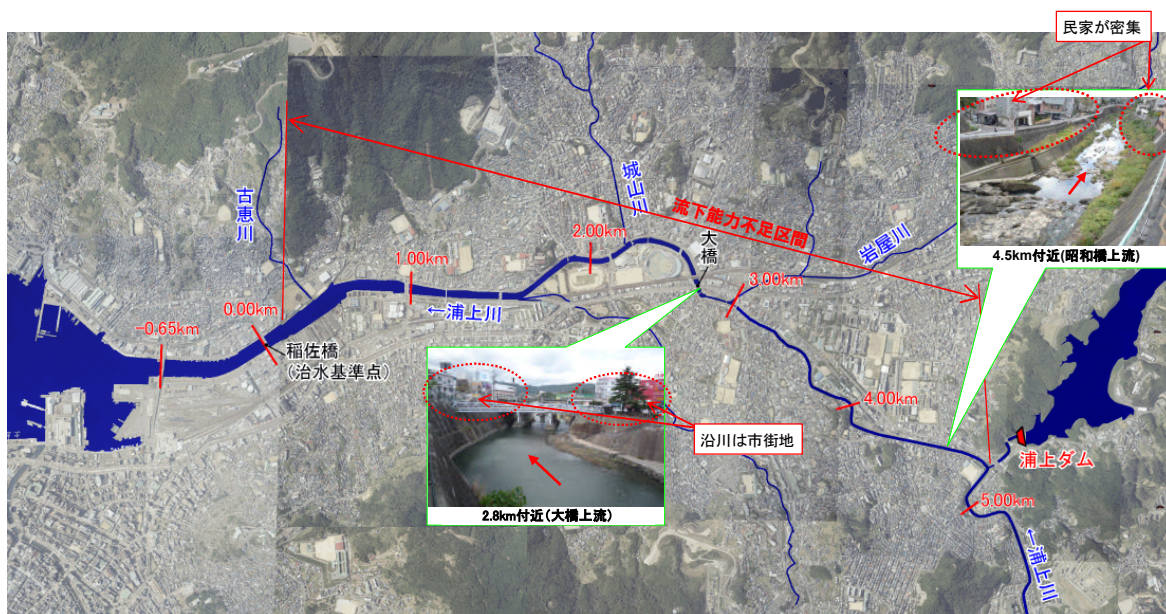 民家が密集
4.5km付近(昭和橋上流)
古恵川
城山川
2.00km
流下能力不足区間
大橋
岩屋川
1.00km
3.00km
0.00km
←浦上川
-0.65km
稲佐橋
(治水基準点)
4.00km
沿川は市街地
浦上ダム
2.8km付近(大橋上流)
5.00km
←浦上川